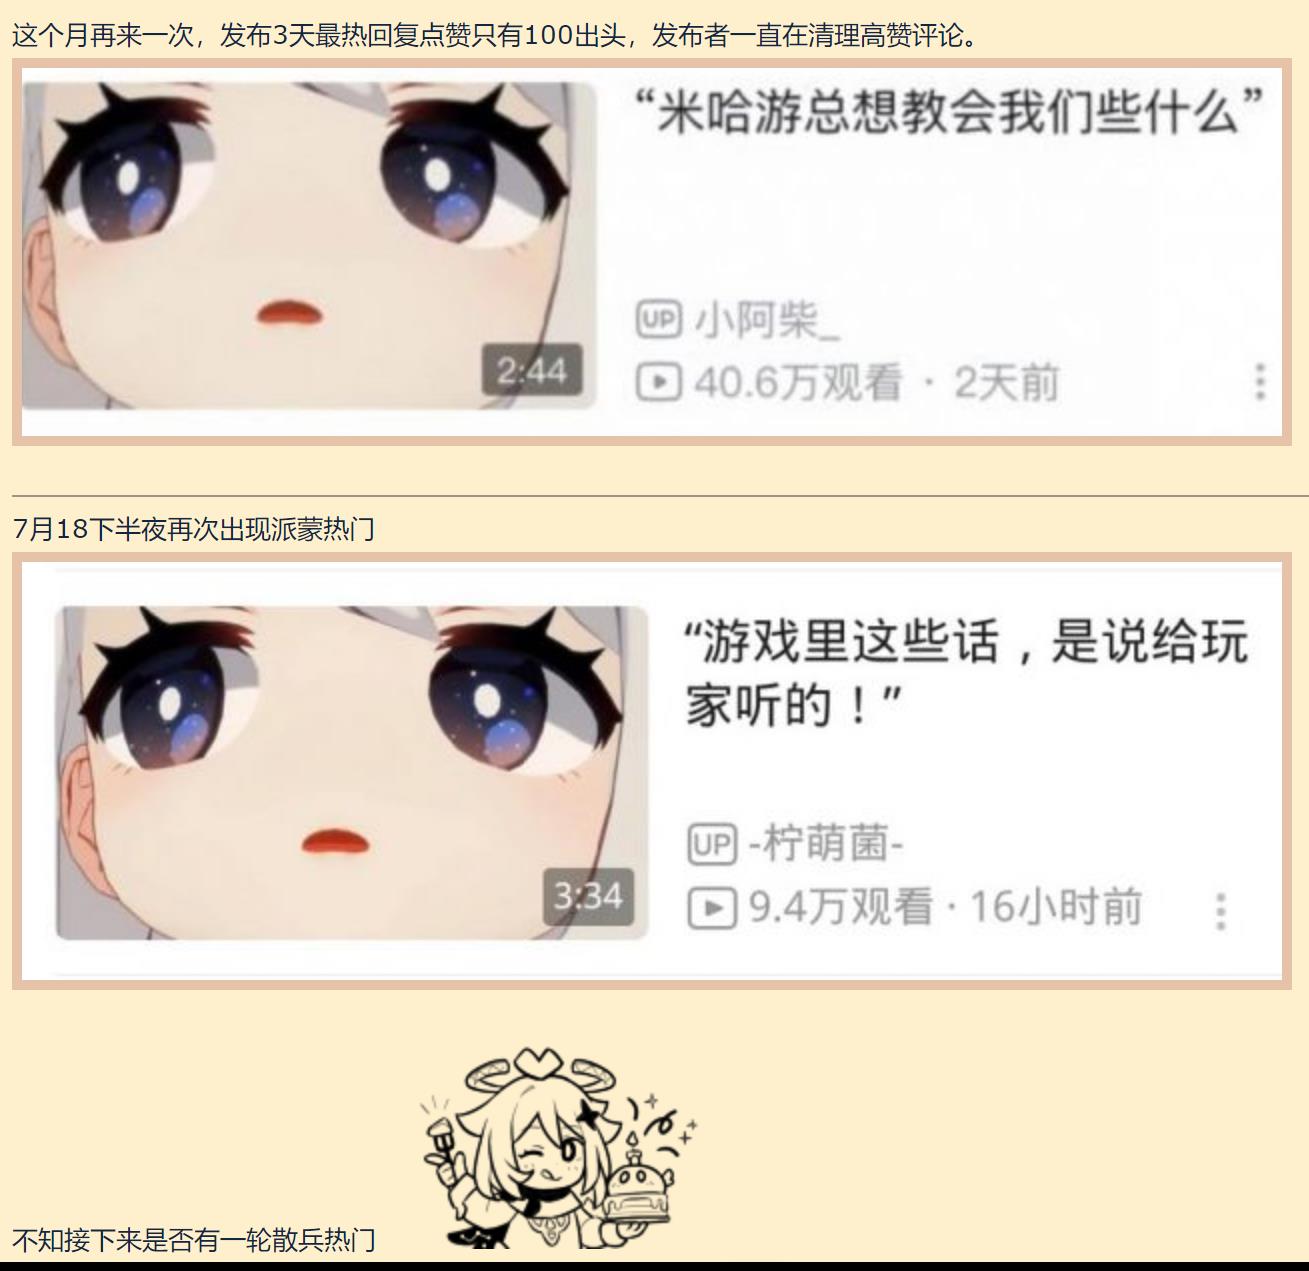 这个月再来一次，发布3天最热回复点赞只有100出头，发布者一直在清理高赞评论。
“米哈游总想教会我们些什么”
UP 小阿柴_
2:44
40.6万观看 · 2天前
7月18下半夜再次出现派蒙热门
“游戏里这些话，是说给玩
家听的！”
UP -柠萌菌-
3:34
9.4万观看 · 16小时前
不知接下来是否有一轮散兵热门